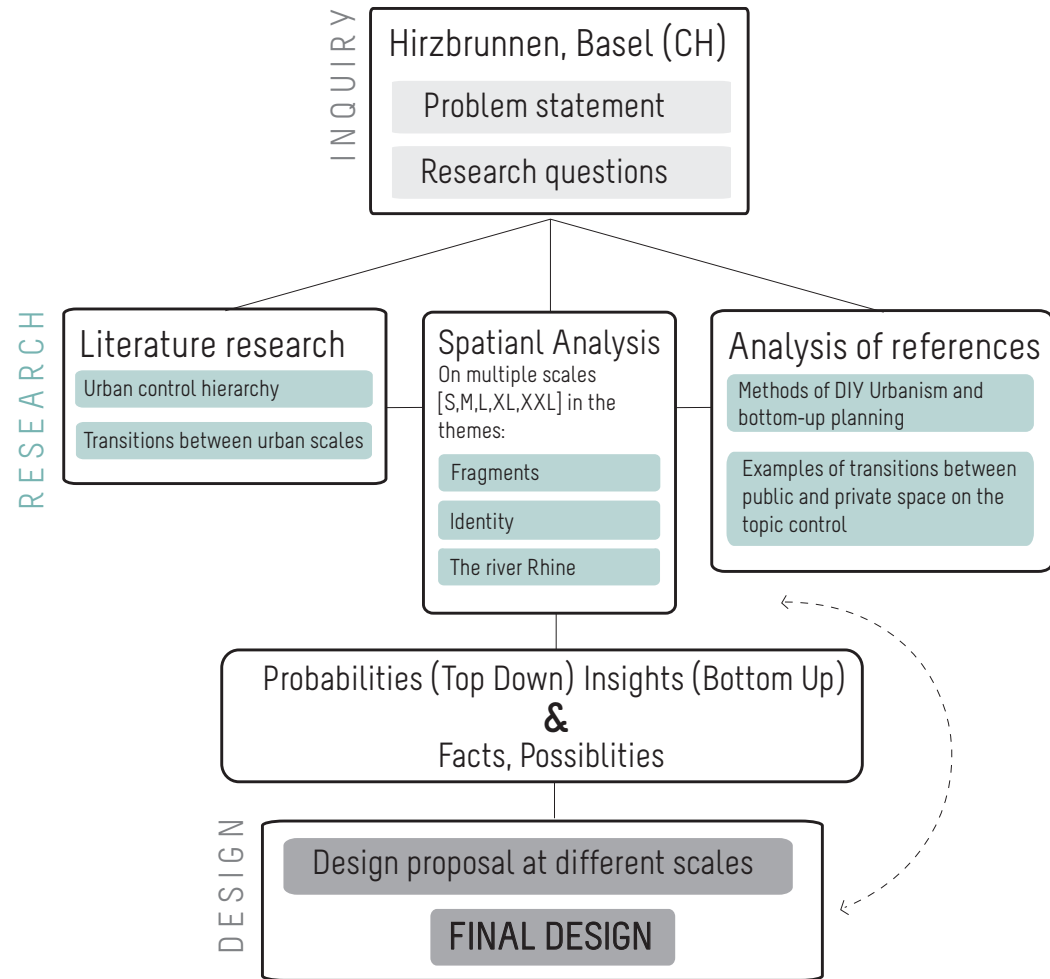 INQUIRY
Hirzbrunnen, Basel (CH)
Problem statement
Research questions
RESEARCH
Literature research
Urban control hierarchy
Transitions between urban scales
Spatianl Analysis
On multiple scales
[S,M,L,XL,XXL] in the
themes:
Fragments
Identity
The river Rhine
Analysis of references
Methods of DIY Urbanism and
bottom-up planning
Examples of transitions between
public and private space on the
topic control
Probabilities (Top Down) Insights (Bottom Up)
&
Facts, Possiblities
DESIGN
Design proposal at different scales
FINAL DESIGN